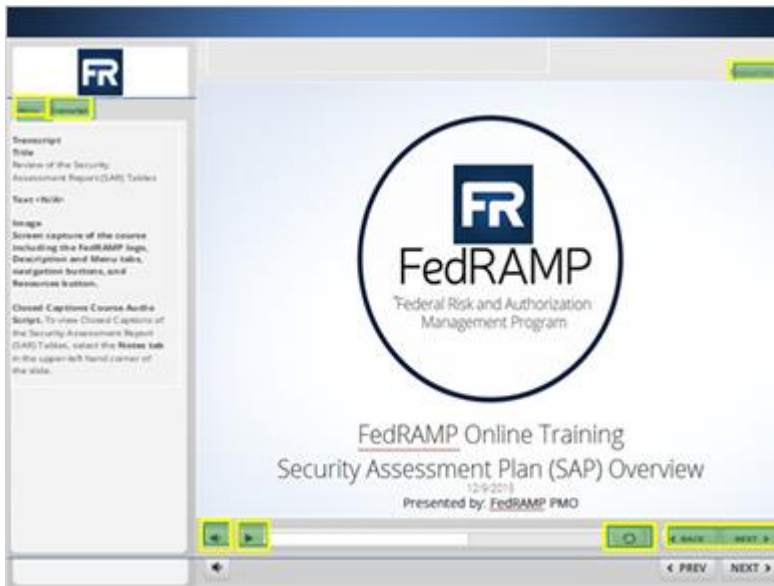 FR
Transcript
Transcript
Title
Review of the Security
Assessment Report (SAR) Tables
Text <N/A>
Image
Screen capture of the course
including the FedRAMP logo,
Description and Menu tabs,
navigation buttons, and
Resources button.
Closed Captions Course Audio
Script. To view Closed Captions of
the Security Assessment Report
(SAR) Tables, select the Notes tab
in the upper-left hand corner of
the slide.
FR
FedRAMP
Federal Risk and Authorization
Management Program
FedRAMP Online Training
Security Assessment Plan (SAP) Overview
12/9/2015
Presented by: FedRAMP PMO
< BACK NEXT >
< PREV NEXT >